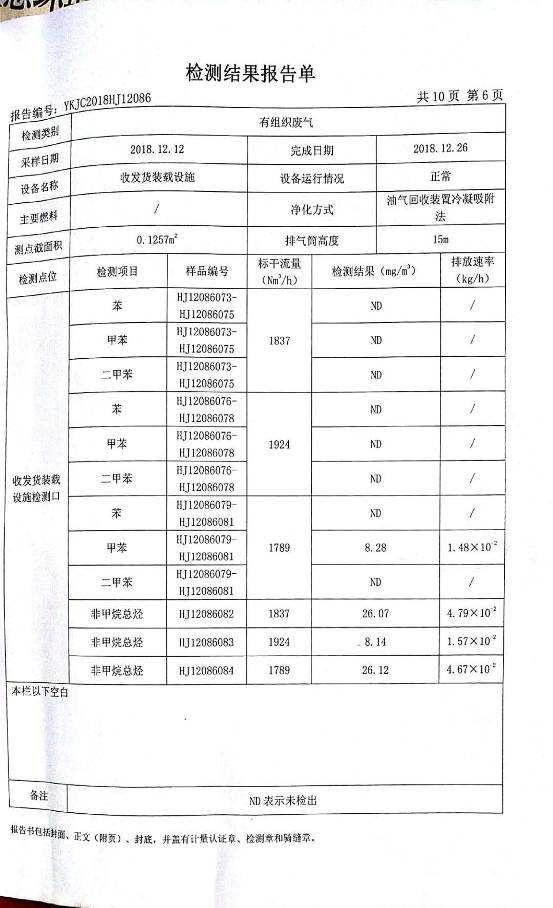 检测结果报告单
报告编号：YKJC2018HJ12086
共 10 页 第 6 页
检测类别 有组织废气
采样日期 2018.12.12 完成日期 2018.12.26
设备名称 收发货装载设施 设备运行情况 正常
主要燃料 / 净化方式 油气回收装置冷凝吸附
法
测点截面积 0.1257m² 排气筒高度 15m
检测点位 检测项目 样品编号 标干流量 检测结果（mg/m³） 排放速率
（Nm³/h） （kg/h）
收发货装载
设施检测口
苯 HJ12086073-
HJ12086075 ND /
甲苯 HJ12086073-
HJ12086075 1837 ND /
二甲苯 HJ12086073-
HJ12086075 ND /
苯 HJ12086076-
HJ12086078 ND /
甲苯 HJ12086076-
HJ12086078 1924 ND /
二甲苯 HJ12086076-
HJ12086078 ND /
苯 HJ12086079-
HJ12086081 ND /
甲苯 HJ12086079-
HJ12086081 1789 8.28 1.48×10⁻²
二甲苯 HJ12086079-
HJ12086081 ND /
非甲烷总烃 HJ12086082 1837 26.07 4.79×10⁻²
非甲烷总烃 HJ12086083 1924 8.14 1.57×10⁻²
非甲烷总烃 HJ12086084 1789 26.12 4.67×10⁻²
本栏以下空白
备注 ND 表示未检出
报告书包括封面、正文（附页）、封底，并盖有计量认证章、检测章和骑缝章。